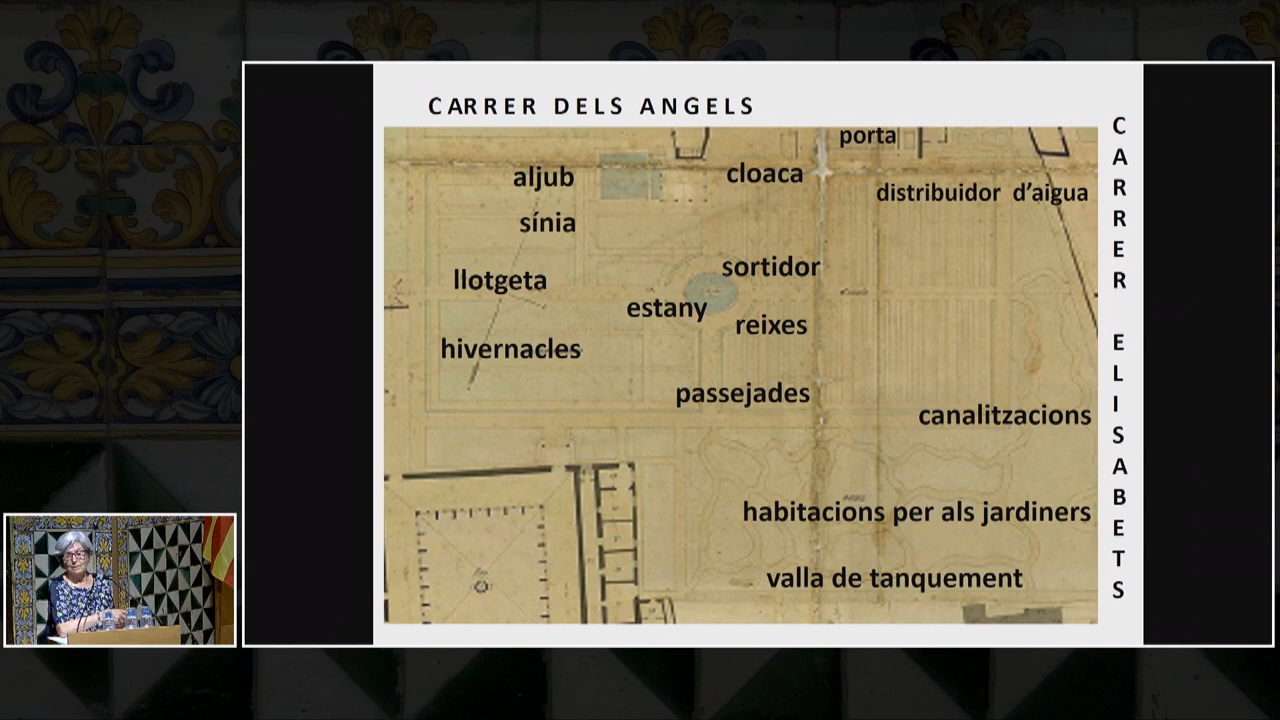 CARRER DELS ANGELS
porta
aljub
cloaca
distribuidor d'aigua
sínia
sortidor
llotgeta
estany
reixes
hivernacles
passejades
canalitzacions
habitacions per als jardiners
valla de tanquement
CARRER ELISABETS